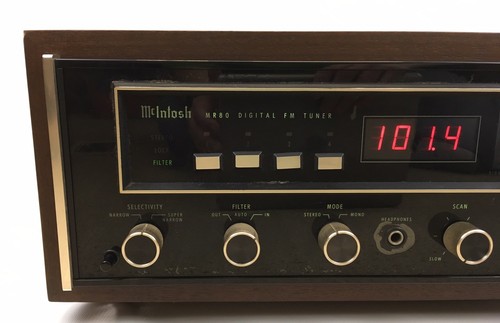 McIntosh MR80 DIGITAL FM TUNER
101.4
FILTER
SELECTIVITY FILTER MODE SCAN
NARROW SUPER NARROW OUT AUTO IN STEREO MONO HEADPHONES
SLOW